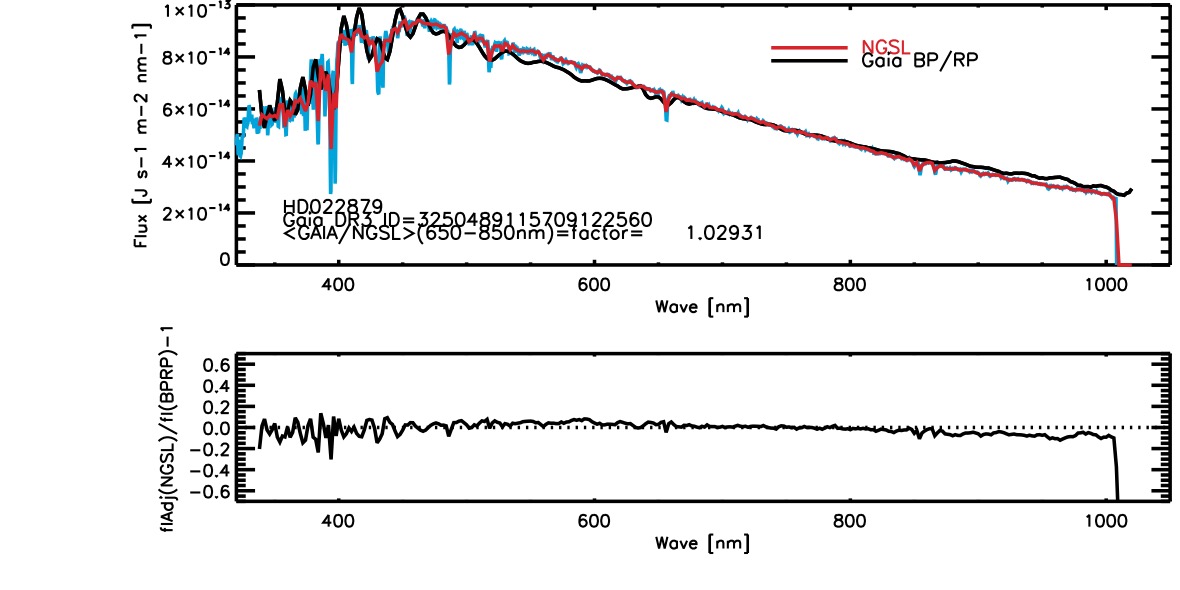 1×10−13
8×10−14
6×10−14
4×10−14
2×10−14
0
Flux [J s−1 m−2 nm−1]
NGSL
Gaia BP/RP
HD022879
Gaia DR3 ID=3250489115709122560
<GAIA/NGSL>(650−850nm)=factor= 1.02931
400 600 800 1000
Wave [nm]
flAdj(NGSL)/fl(BPRP)−1
0.6
0.4
0.2
0.0
−0.2
−0.4
−0.6
400 600 800 1000
Wave [nm]